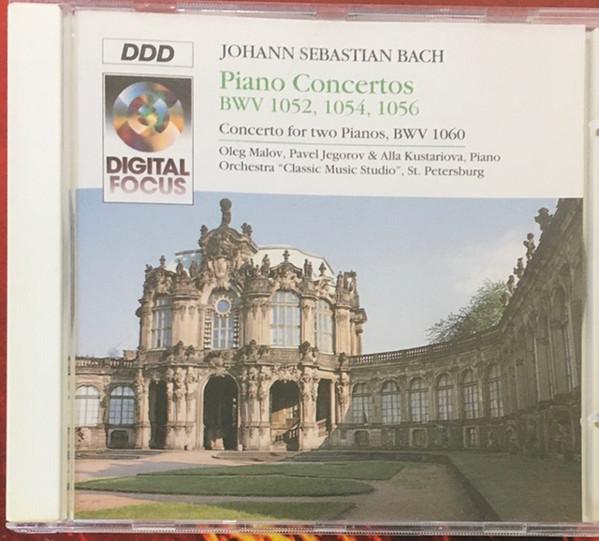 DDD
DIGITAL
FOCUS
JOHANN SEBASTIAN BACH
Piano Concertos
BWV 1052, 1054, 1056
Concerto for two Pianos, BWV 1060
Oleg Malov, Pavel Jegorov & Alla Kustariova, Piano
Orchestra "Classic Music Studio", St. Petersburg